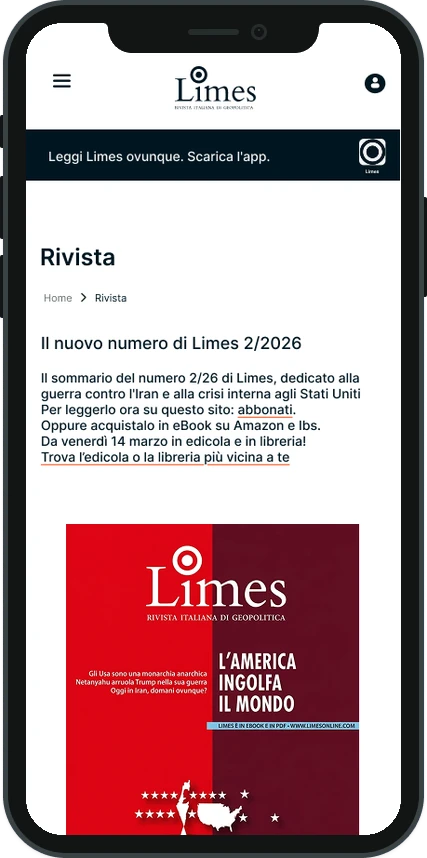 Limes
RIVISTA ITALIANA DI GEOPOLITICA
Leggi Limes ovunque. Scarica l'app.
Limes
Rivista
Home > Rivista
Il nuovo numero di Limes 2/2026
Il sommario del numero 2/26 di Limes, dedicato alla
guerra contro l'Iran e alla crisi interna agli Stati Uniti
Per leggerlo ora su questo sito: abbonati.
Oppure acquistalo in eBook su Amazon e Ibs.
Da venerdì 14 marzo in edicola e in libreria!
Trova l'edicola o la libreria più vicina a te
Limes
RIVISTA ITALIANA DI GEOPOLITICA
Gli Usa sono una monarchia anarchica
Netanyahu arruola Trump nella sua guerra
Oggi in Iran, domani ovunque?
L'AMERICA
INGOLFA
IL MONDO
LIMES È IN EBOOK E IN PDF • WWW.LIMESONLINE.COM